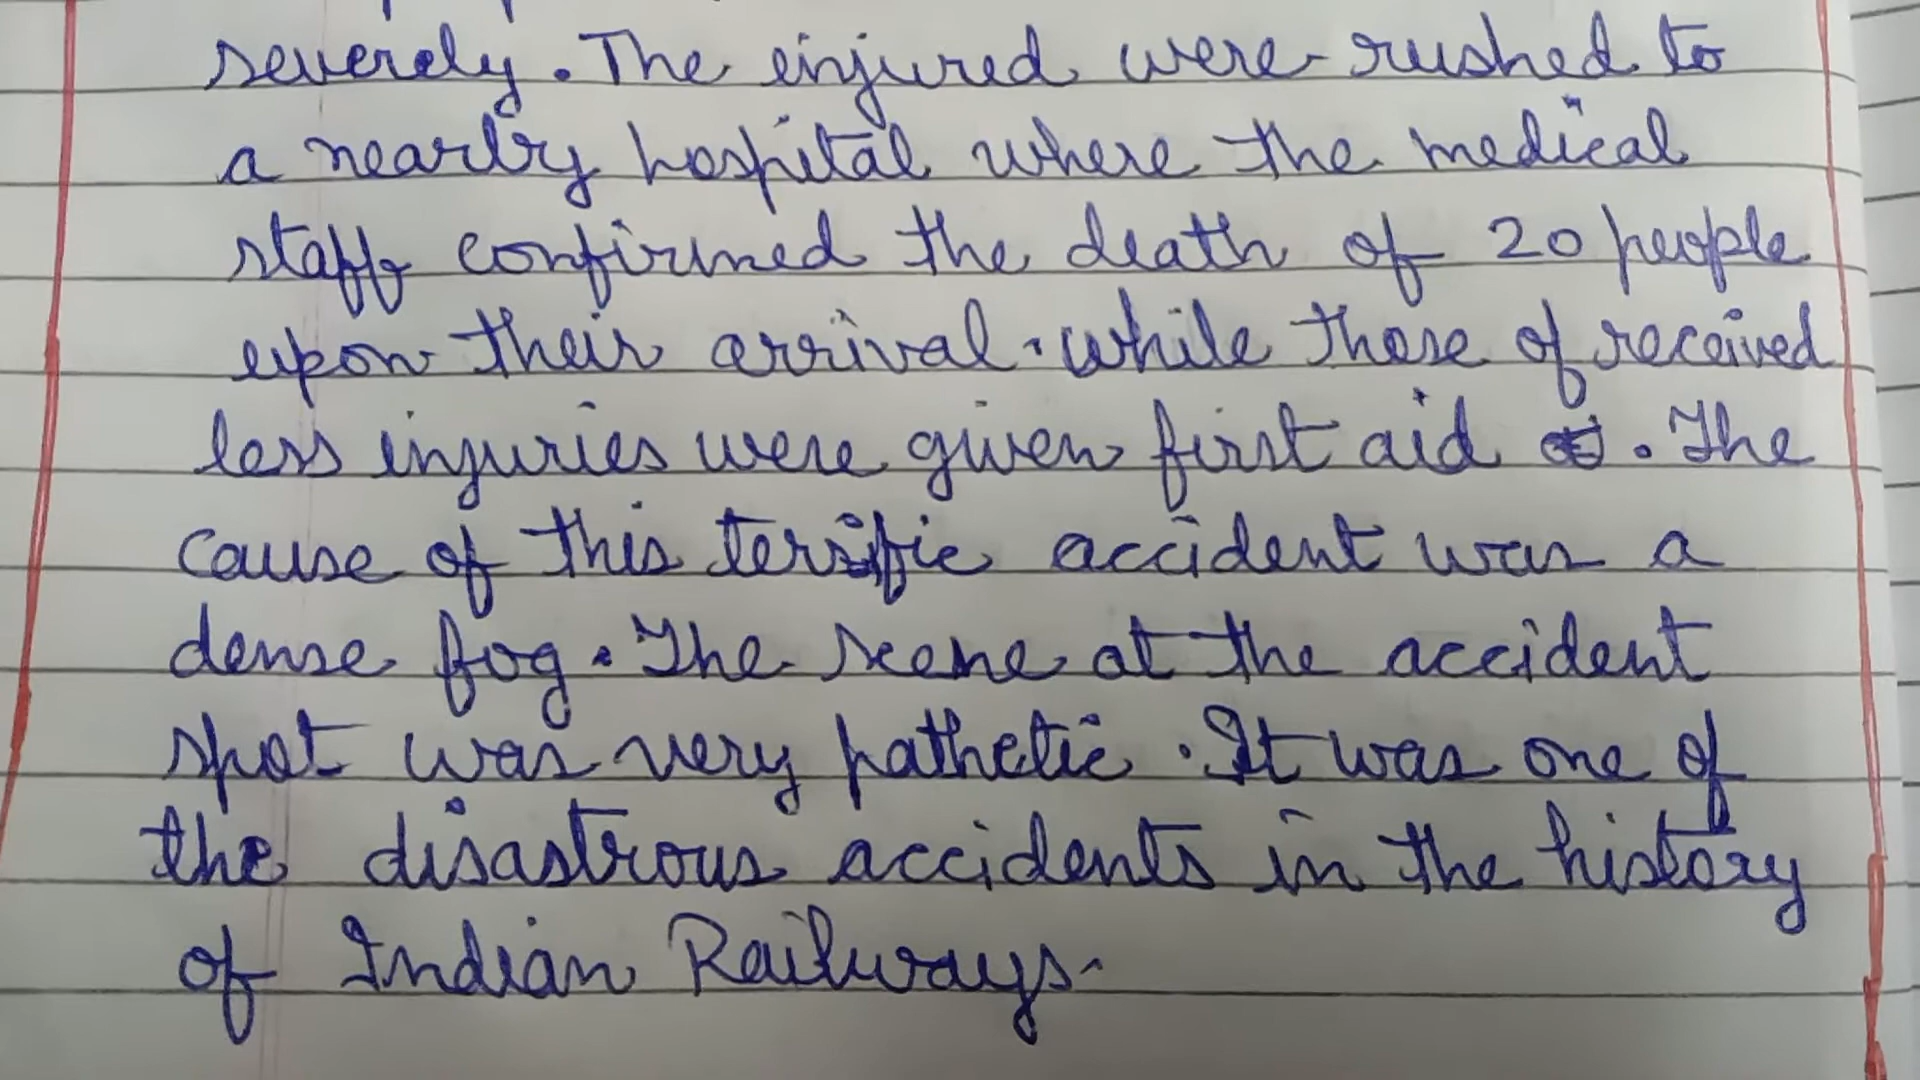 severely. The injured were rushed to
a nearby hospital where the medical
staff confirmed the death of 20 people
upon their arrival. while those of received
less injuries were given first aid . The
cause of this terrific accident was a
dense fog. The scene at the accident
spot was very pathetic. It was one of
the disastrous accidents in the history
of Indian Railways.